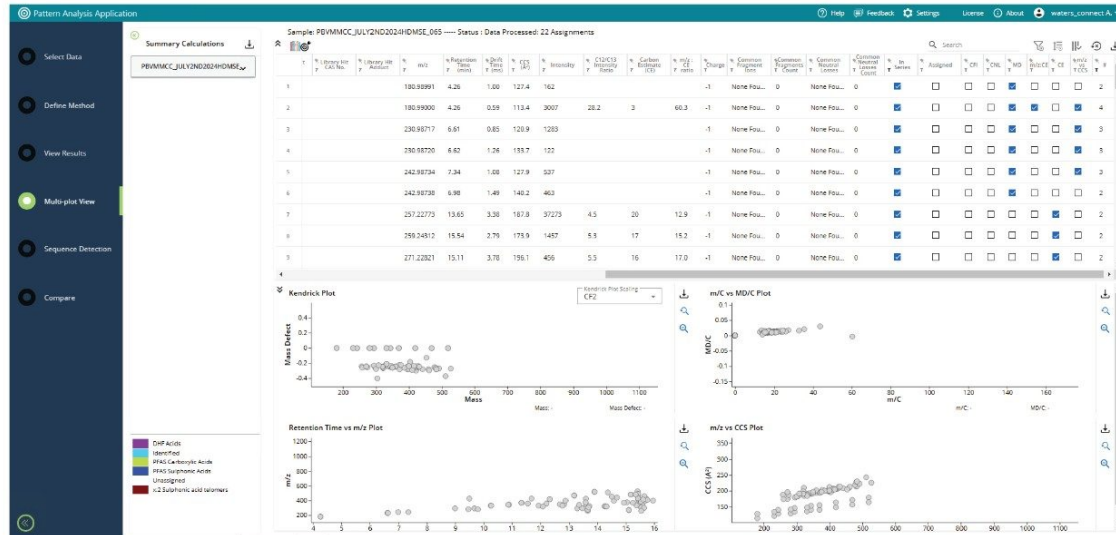 Pattern Analysis Application
Help Feedback Settings License About waters_connect A.
Select Data
Define Method
View Results
Multi-plot View
Sequence Detection
Compare
Summary Calculations
PBVMMCC_JULY2ND2024HDMSE_
DHF Acids
Identified
PFAS Carboxylic Acids
PFAS Sulphonic Acids
Unassigned
x:2 Sulphonic acid telomers
Sample: PBVMMCC_JULY2ND2024HDMSE_065 ----- Status : Data Processed: 22 Assignments
Search
Library Hit CAS No. Library Hit m/z Retention Time (min) Drift Time (ms) CCS (Å²) Intensity C12/C13 Intensity Ratio Carbon Estimate (CE) m/z : CE ratio Charge Common Fragment Ions Common Fragments Count Common Neutral Losses Common Neutral Losses Count In Series Assigned CFI CNL MD m/z:CE CE m/z vs CCS #
1 180.98991 4.26 1.00 127.4 162 -1 None Fou... 0 None Fou... 0 2
2 180.99000 4.26 0.59 113.4 3007 28.2 3 60.3 -1 None Fou... 0 None Fou... 0 4
3 230.98717 6.61 0.85 120.9 1283 -1 None Fou... 0 None Fou... 0 3
4 230.98720 6.62 1.26 133.7 122 -1 None Fou... 0 None Fou... 0 3
5 242.98734 7.34 1.08 127.9 537 -1 None Fou... 0 None Fou... 0 3
6 242.98738 6.98 1.49 140.2 463 -1 None Fou... 0 None Fou... 0 2
7 257.22773 13.65 3.38 187.8 37273 4.5 20 12.9 -1 None Fou... 0 None Fou... 0 2
8 259.24312 15.54 2.79 173.9 1457 5.3 17 15.2 -1 None Fou... 0 None Fou... 0 2
9 271.22821 15.11 3.78 196.1 456 5.5 16 17.0 -1 None Fou... 0 None Fou... 0 2
Kendrick Plot
Kendrick Plot Scaling
CF2
Mass Defect
0.4
0.2
0
-0.2
-0.4
200 300 400 500 600 700 800 900 1000 1100
Mass
Mass: - Mass Defect: -
m/C vs MD/C Plot
MD/C
0.1
0.05
0
-0.05
-0.1
-0.15
0 20 40 60 80 100 120 140 160
m/C
m/C: - MD/C: -
Retention Time vs m/z Plot
m/z
1200
1000
800
600
400
200
4 5 6 7 8 9 10 11 12 13 14 15 16
m/z vs CCS Plot
CCS (Å²)
350
300
250
200
150
200 300 400 500 600 700 800 900 1000 1100